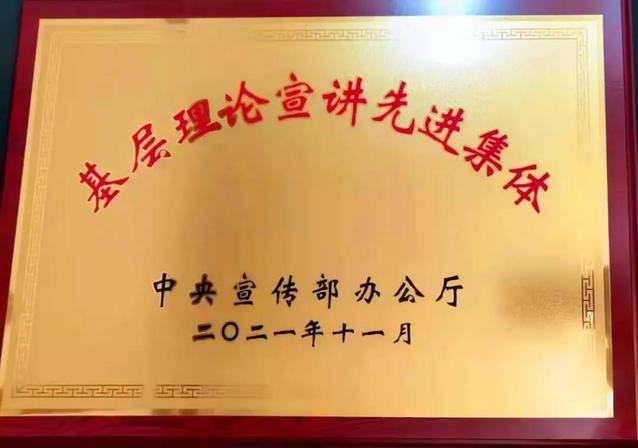 基层理论宣讲先进集体
中央宣传部办公厅
二〇二一年十一月